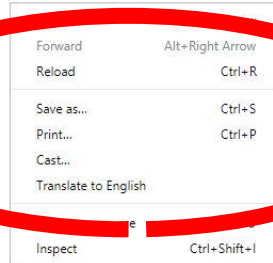 Forward Alt+Right Arrow
Reload Ctrl+R
Save as... Ctrl+S
Print... Ctrl+P
Cast...
Translate to English
Inspect Ctrl+Shift+I